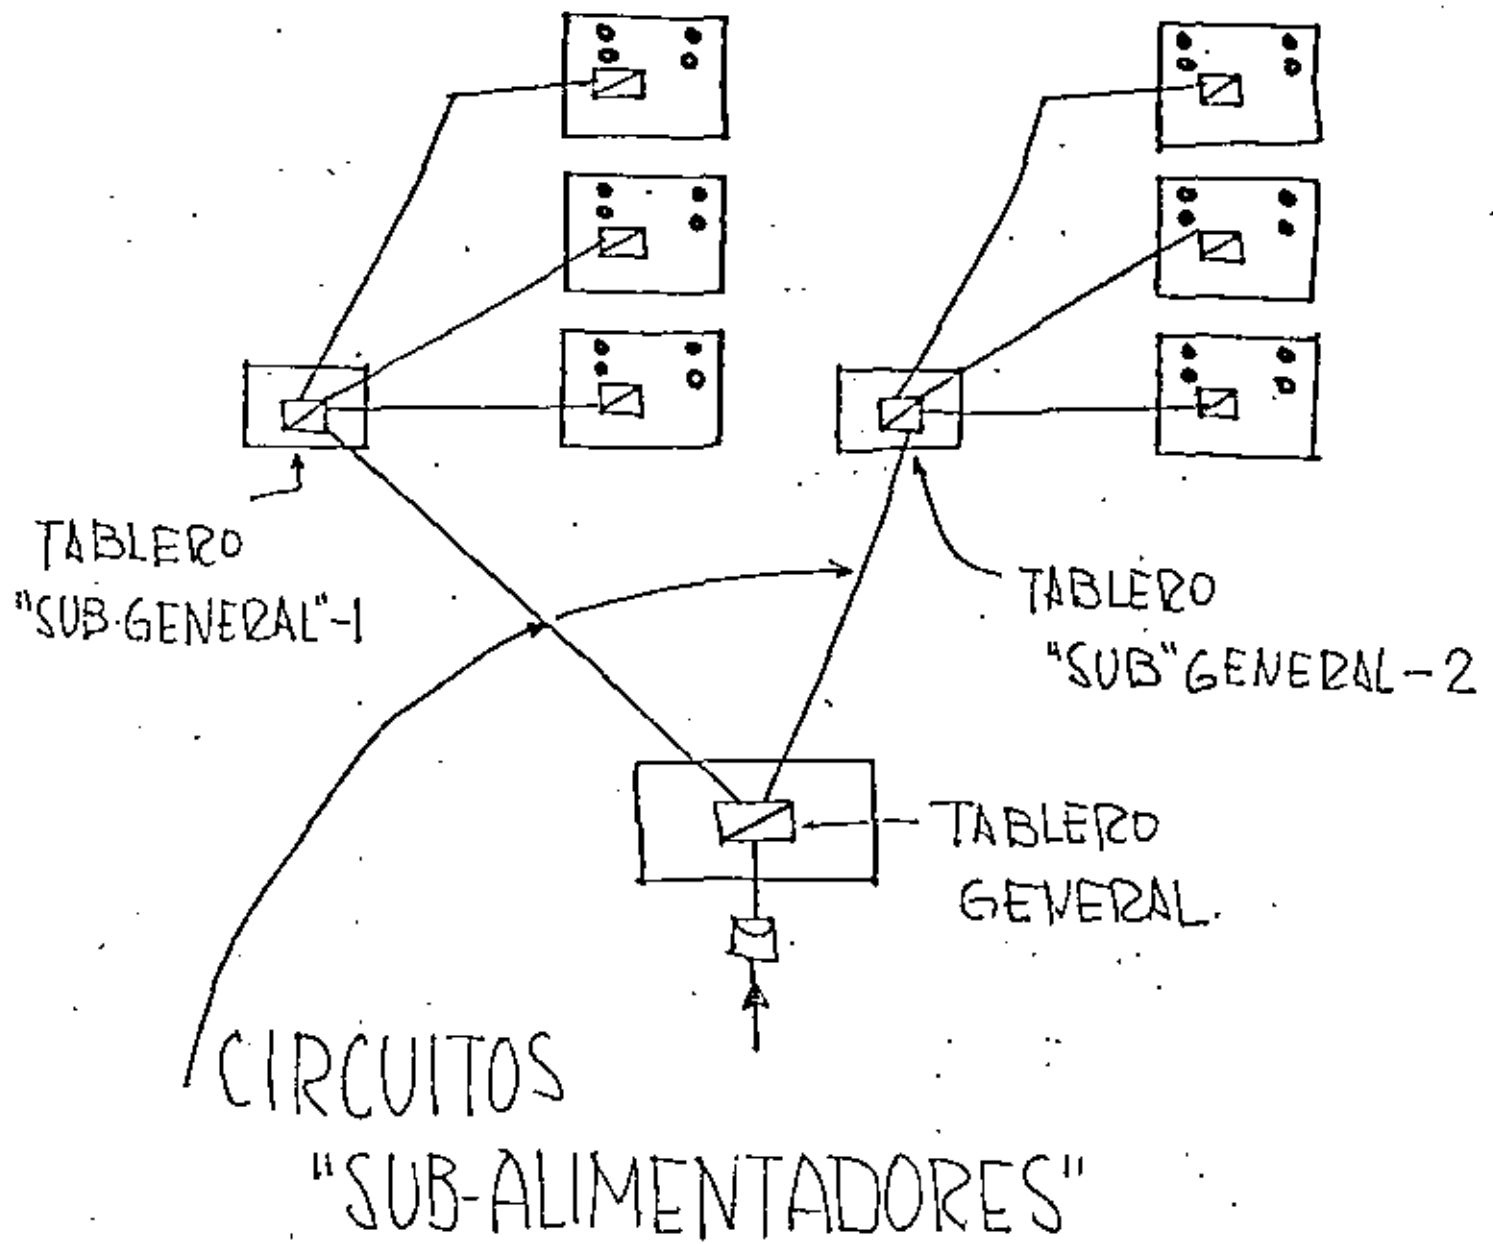 TABLERO
"SUB-GENERAL"-1
TABLERO
"SUB"GENERAL-2
TABLERO
GENERAL.
CIRCUITOS
"SUB-ALIMENTADORES"